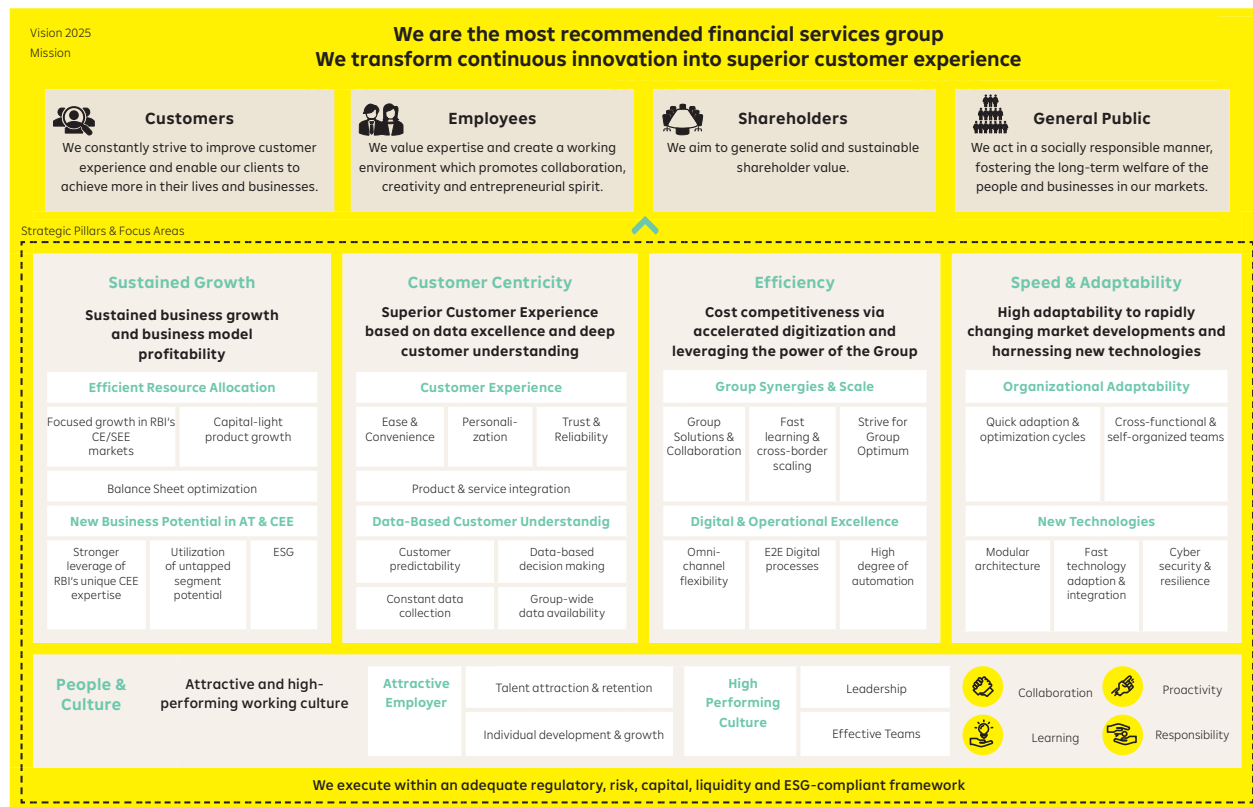 Vision 2025
Mission
We are the most recommended financial services group
We transform continuous innovation into superior customer experience
Customers
We constantly strive to improve customer
experience and enable our clients to
achieve more in their lives and businesses.
Employees
We value expertise and create a working
environment which promotes collaboration,
creativity and entrepreneurial spirit.
Shareholders
We aim to generate solid and sustainable
shareholder value.
General Public
We act in a socially responsible manner,
fostering the long-term welfare of the
people and businesses in our markets.
Strategic Pillars & Focus Areas
Sustained Growth
Sustained business growth
and business model
profitability
Efficient Resource Allocation
Focused growth in RBI's
CE/SEE
markets
Capital-light
product growth
Balance Sheet optimization
New Business Potential in AT & CEE
Stronger
leverage of
RBI's unique CEE
expertise
Utilization
of untapped
segment
potential
ESG
Customer Centricity
Superior Customer Experience
based on data excellence and deep
customer understanding
Customer Experience
Ease &
Convenience
Personali-
zation
Trust &
Reliability
Product & service integration
Data-Based Customer Understandig
Customer
predictability
Data-based
decision making
Constant data
collection
Group-wide
data availability
Efficiency
Cost competitiveness via
accelerated digitization and
leveraging the power of the Group
Group Synergies & Scale
Group
Solutions &
Collaboration
Fast
learning &
cross-border
scaling
Strive for
Group
Optimum
Digital & Operational Excellence
Omni-
channel
flexibility
E2E Digital
processes
High
degree of
automation
Speed & Adaptability
High adaptability to rapidly
changing market developments and
harnessing new technologies
Organizational Adaptability
Quick adaption &
optimization cycles
Cross-functional &
self-organized teams
New Technologies
Modular
architecture
Fast
technology
adaption &
integration
Cyber
security &
resilience
People &
Culture
Attractive and high-
performing working culture
Attractive
Employer
Talent attraction & retention
Individual development & growth
High
Performing
Culture
Leadership
Effective Teams
Collaboration
Proactivity
Learning
Responsibility
We execute within an adequate regulatory, risk, capital, liquidity and ESG-compliant framework